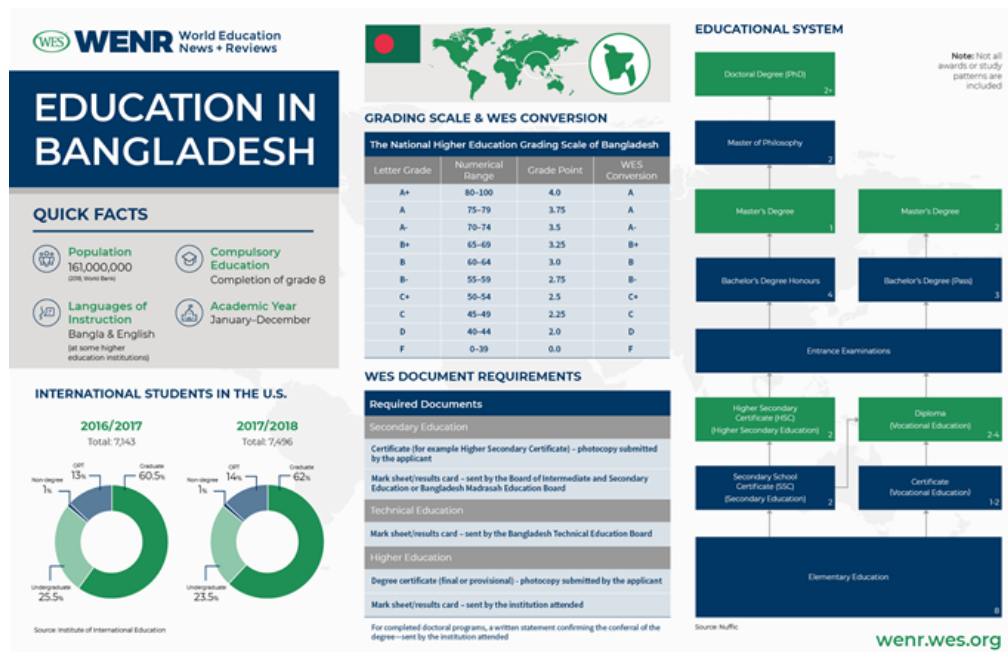 WES WENR World Education
News + Reviews
EDUCATION IN
BANGLADESH
QUICK FACTS
Population
161,000,000
(2018, World Bank)
Compulsory
Education
Completion of grade 8
Languages of
Instruction
Bangla & English
(at some higher
education institutions)
Academic Year
January–December
INTERNATIONAL STUDENTS IN THE U.S.
2016/2017
Total: 7,143
OPT
13%
Graduate
60.5%
Non-degree
1%
Undergraduate
25.5%
2017/2018
Total: 7,496
OPT
14%
Graduate
62%
Non-degree
1%
Undergraduate
23.5%
Source: Institute of International Education
GRADING SCALE & WES CONVERSION
The National Higher Education Grading Scale of Bangladesh
Letter Grade Numerical Range Grade Point WES Conversion
A+ 80–100 4.0 A
A 75–79 3.75 A
A- 70–74 3.5 A-
B+ 65–69 3.25 B+
B 60–64 3.0 B
B- 55–59 2.75 B-
C+ 50–54 2.5 C+
C 45–49 2.25 C
D 40–44 2.0 D
F 0–39 0.0 F
WES DOCUMENT REQUIREMENTS
Required Documents
Secondary Education
Certificate (for example Higher Secondary Certificate) – photocopy submitted
by the applicant
Mark sheet/results card – sent by the Board of Intermediate and Secondary
Education or Bangladesh Madrasah Education Board
Technical Education
Mark sheet/results card – sent by the Bangladesh Technical Education Board
Higher Education
Degree certificate (final or provisional) - photocopy submitted by the applicant
Mark sheet/results card – sent by the institution attended
For completed doctoral programs, a written statement confirming the conferral of the
degree—sent by the institution attended
EDUCATIONAL SYSTEM
Note: Not all
awards or study
patterns are
included
Doctoral Degree (PhD)
2+
Master of Philosophy
2
Master's Degree
1
Master's Degree
2
Bachelor's Degree Honours
4
Bachelor's Degree (Pass)
3
Entrance Examinations
Higher Secondary
Certificate (HSC)
(Higher Secondary Education)
2
Diploma
(Vocational Education)
2-4
Secondary School
Certificate (SSC)
(Secondary Education)
2
Certificate
(Vocational Education)
1-2
Elementary Education
8
Source: Nuffic
wenr.wes.org